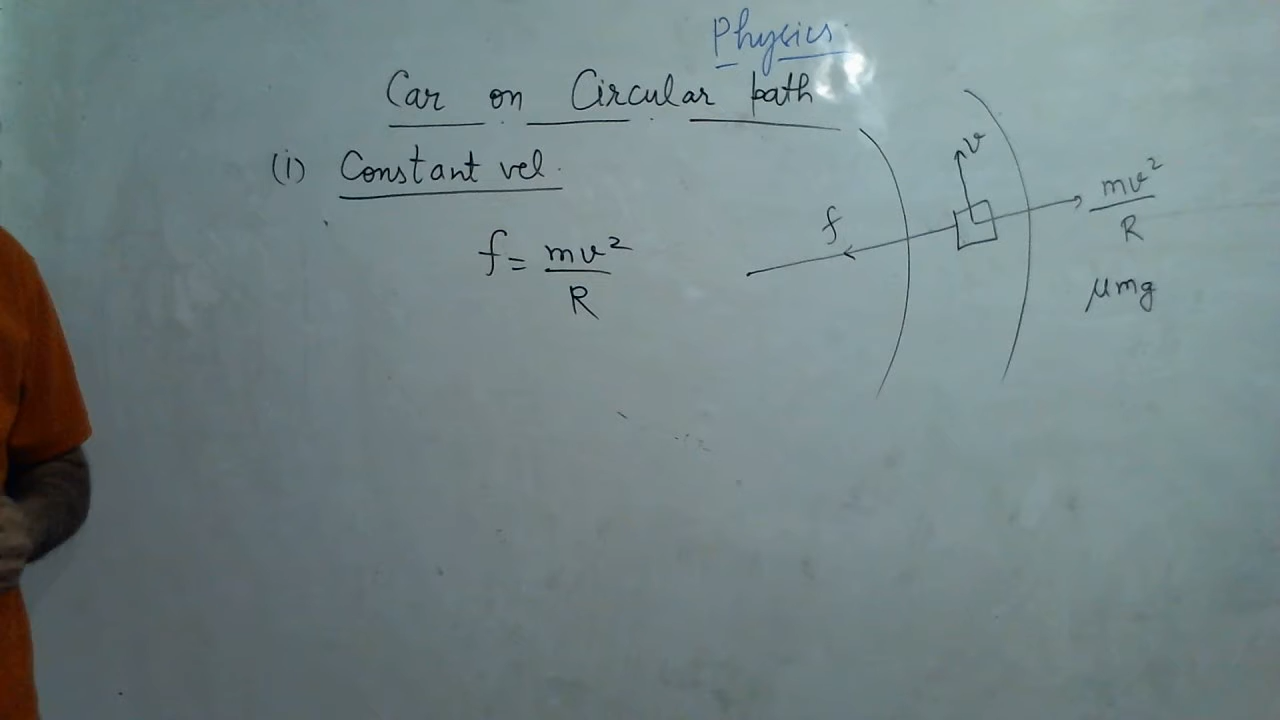 Physics
Car on Circular path
(i) Constant vel.
f = mv²
R
v
f
mv²
R
μmg